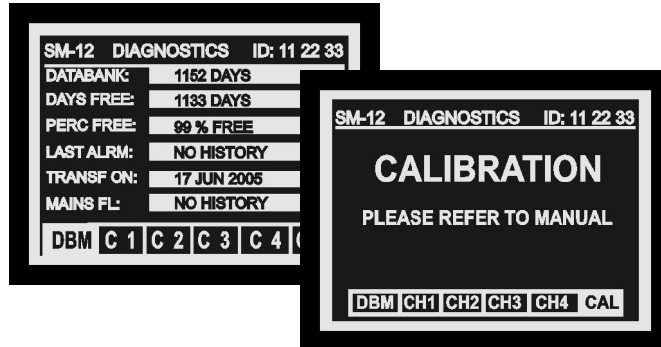 SM-12 DIAGNOSTICS ID: 11 22 33
DATABANK: 1152 DAYS
DAYS FREE: 1133 DAYS
PERC FREE: 99 % FREE
LAST ALRM: NO HISTORY
TRANSF ON: 17 JUN 2005
MAINS FL: NO HISTORY
DBM C 1 C 2 C 3 C 4
SM-12 DIAGNOSTICS ID: 11 22 33
CALIBRATION
PLEASE REFER TO MANUAL
DBM CH1 CH2 CH3 CH4 CAL